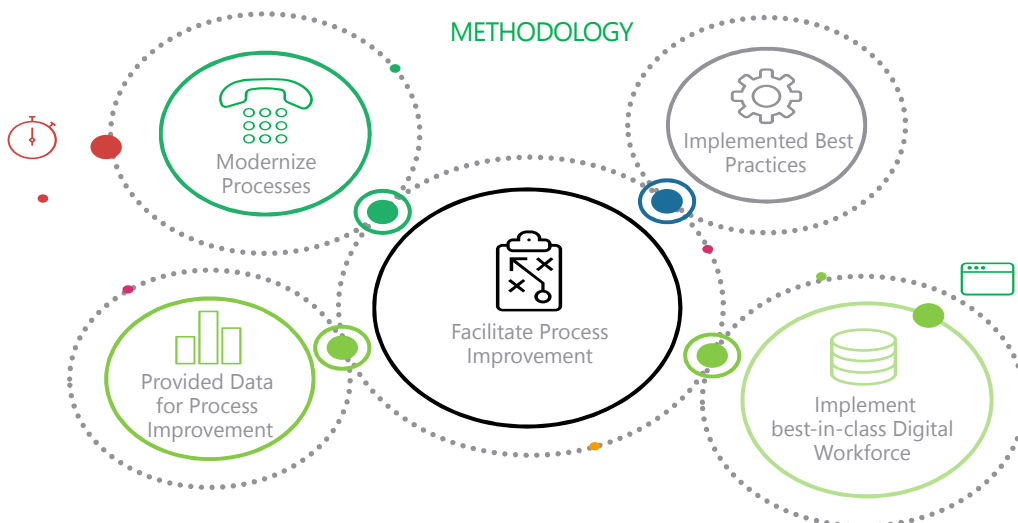 METHODOLOGY
Modernize
Processes
Implemented Best
Practices
Facilitate Process
Improvement
Provided Data
for Process
Improvement
Implement
best-in-class Digital
Workforce